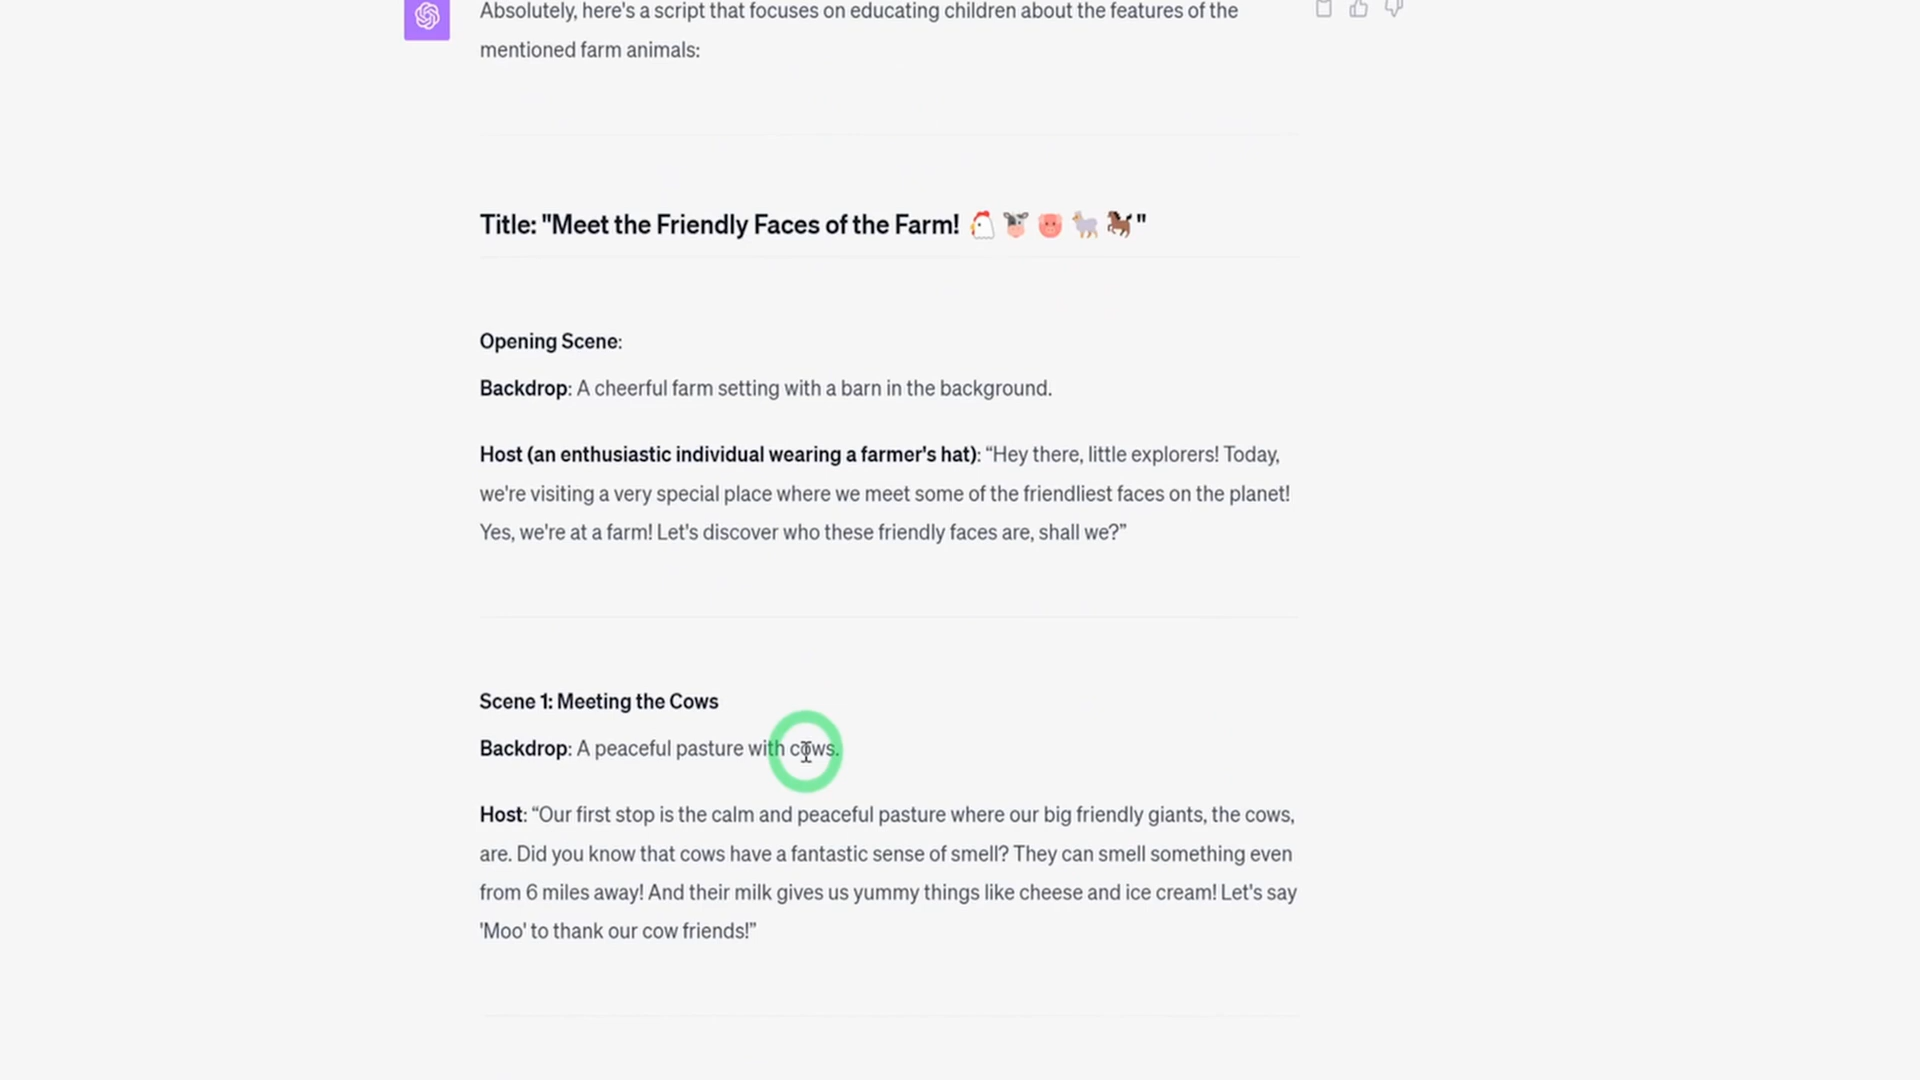 Absolutely, here's a script that focuses on educating children about the features of the
mentioned farm animals:
Title: "Meet the Friendly Faces of the Farm! 🐔🐮🐷🐑🐎"
Opening Scene:
Backdrop: A cheerful farm setting with a barn in the background.
Host (an enthusiastic individual wearing a farmer's hat): “Hey there, little explorers! Today,
we're visiting a very special place where we meet some of the friendliest faces on the planet!
Yes, we're at a farm! Let's discover who these friendly faces are, shall we?”
Scene 1: Meeting the Cows
Backdrop: A peaceful pasture with cows.
Host: “Our first stop is the calm and peaceful pasture where our big friendly giants, the cows,
are. Did you know that cows have a fantastic sense of smell? They can smell something even
from 6 miles away! And their milk gives us yummy things like cheese and ice cream! Let's say
'Moo' to thank our cow friends!”